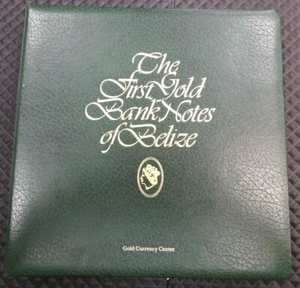 The
First Gold
Bank Notes
of Belize
Gold Currency Center